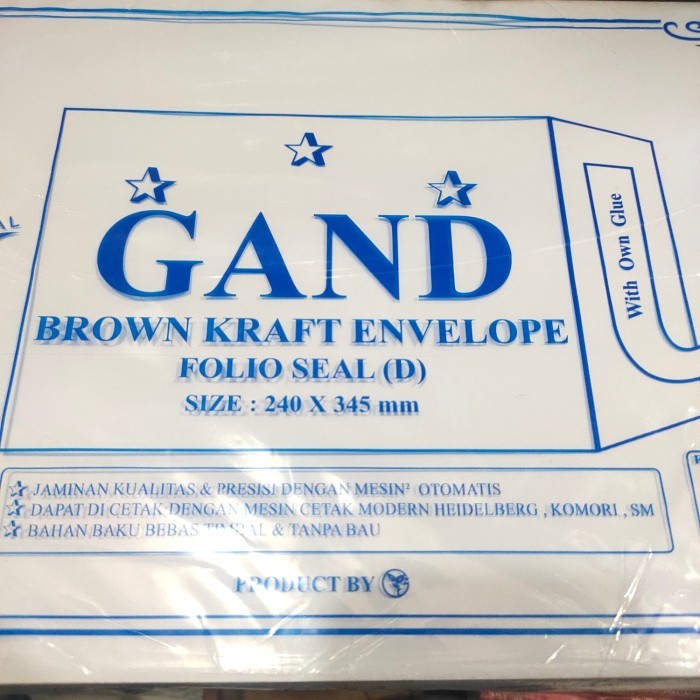 GAND
BROWN KRAFT ENVELOPE
FOLIO SEAL (D)
SIZE : 240 X 345 mm
With Own Glue
JAMINAN KUALITAS & PRESISI DENGAN MESIN² OTOMATIS
DAPAT DI CETAK DENGAN MESIN CETAK MODERN HEIDELBERG , KOMORI , SM
BAHAN BAKU BEBAS TIMBAL & TANPA BAU
PRODUCT BY